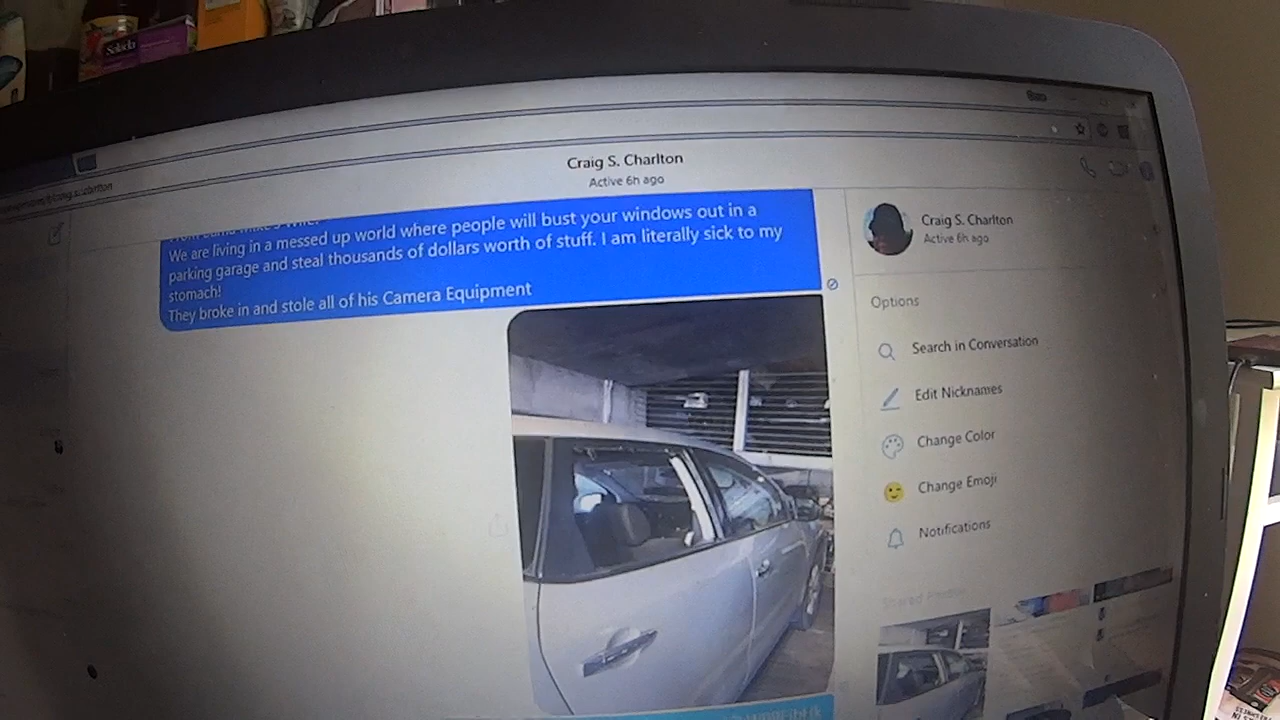 Salada
Craig S. Charlton
Active 6h ago
We are living in a messed up world where people will bust your windows out in a
parking garage and steal thousands of dollars worth of stuff. I am literally sick to my
stomach!
They broke in and stole all of his Camera Equipment
Craig S. Charlton
Active 6h ago
Options
Search in Conversation
Edit Nicknames
Change Color
Change Emoji
Notifications
Shared Photos